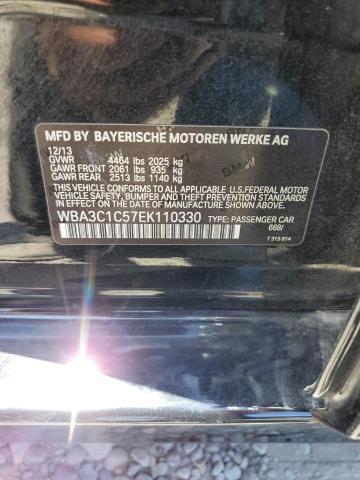 MFD BY BAYERISCHE MOTOREN WERKE AG
12/13
GVWR 4464 lbs 2025 kg
GAWR FRONT 2061 lbs 935 kg
GAWR REAR 2513 lbs 1140 kg
THIS VEHICLE CONFORMS TO ALL APPLICABLE U.S.FEDERAL MOTOR
VEHICLE SAFETY, BUMPER AND THEFT PREVENTION STANDARDS
IN EFFECT ON THE DATE OF MANUFACTURE SHOWN ABOVE.
WBA3C1C57EK110330 TYPE: PASSENGER CAR
668/
7 315 814
BMW